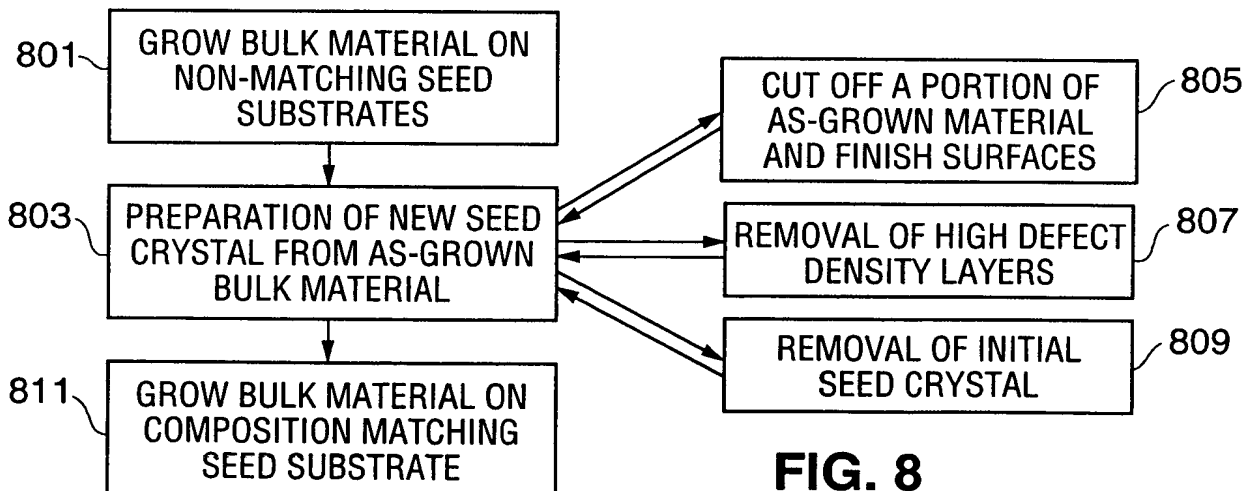 801
GROW BULK MATERIAL ON
NON-MATCHING SEED
SUBSTRATES
803
PREPARATION OF NEW SEED
CRYSTAL FROM AS-GROWN
BULK MATERIAL
811
GROW BULK MATERIAL ON
COMPOSITION MATCHING
SEED SUBSTRATE
CUT OFF A PORTION OF
AS-GROWN MATERIAL
AND FINISH SURFACES
805
REMOVAL OF HIGH DEFECT
DENSITY LAYERS
807
REMOVAL OF INITIAL
SEED CRYSTAL
809
FIG. 8